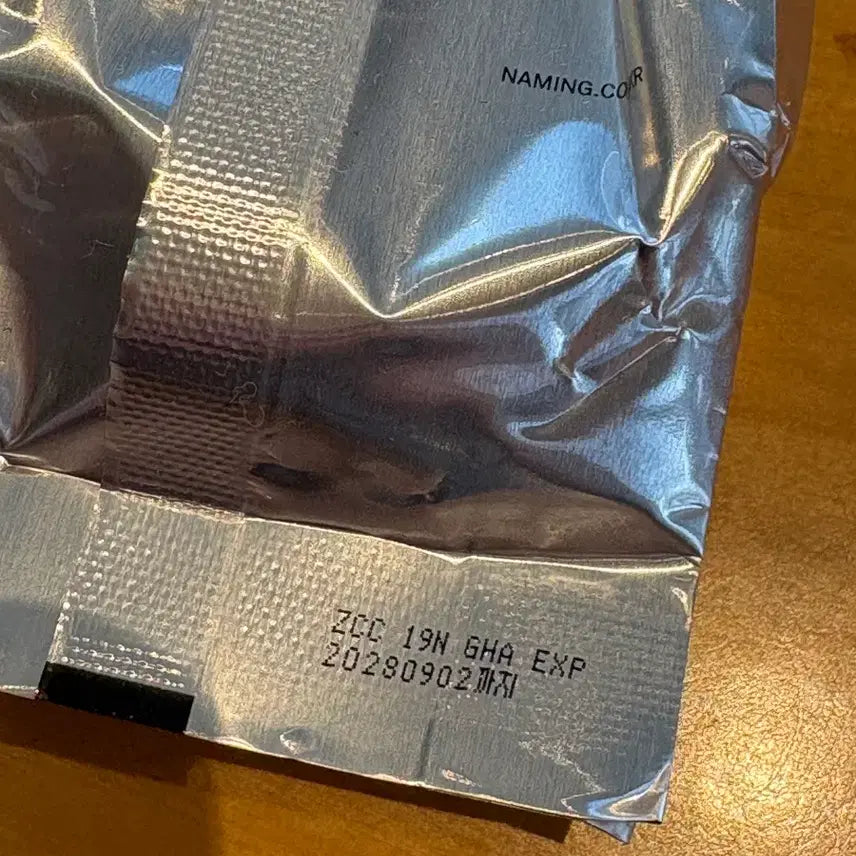 NAMING.CO.KR
ZCC 19N GHA EXP
20280902까지